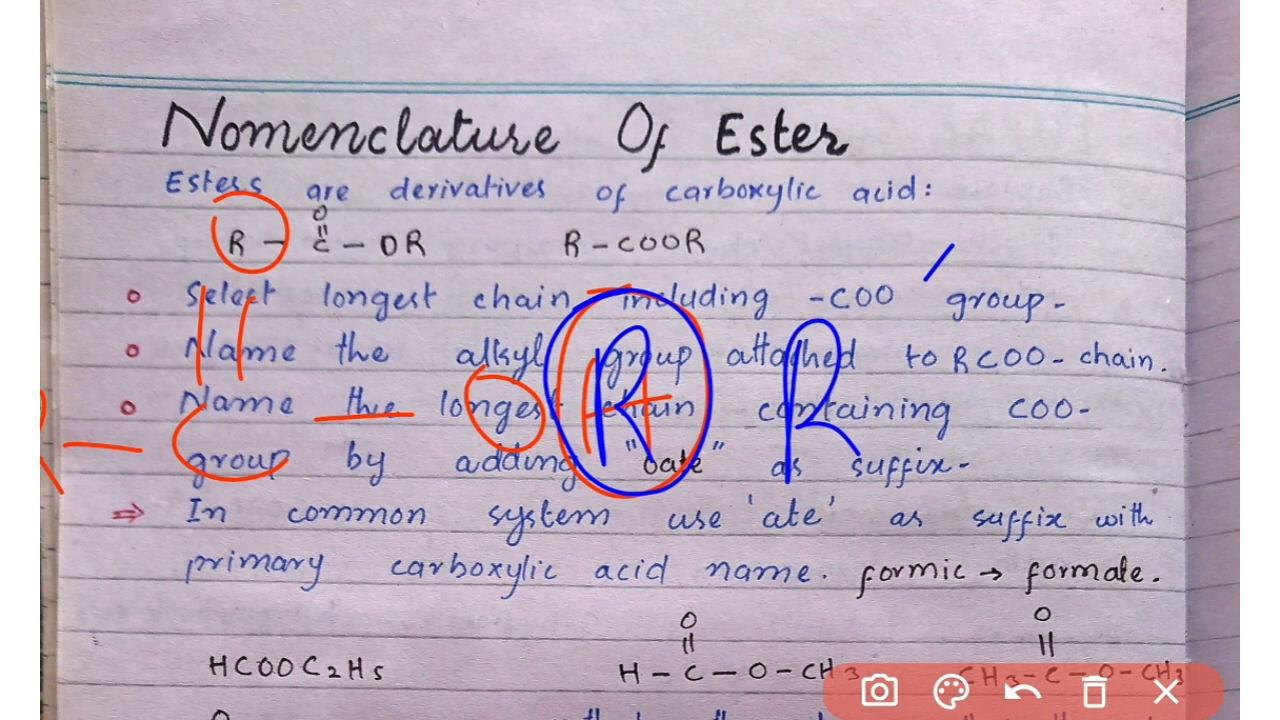 Nomenclature Of Ester
Esters are derivatives of carboxylic acid:
O
||
R - C - OR R - COOR
Select longest chain including -COO group.
Name the alkyl group attached to RCOO- chain.
Name the longest chain containing COO-
group by adding "oate" as suffix-
⇒ In common system use 'ate' as suffix with
primary carboxylic acid name. formic → formate.
O O
|| ||
HCOOC2H5 H - C - O - CH3 CH3 - C - O - CH3
R R